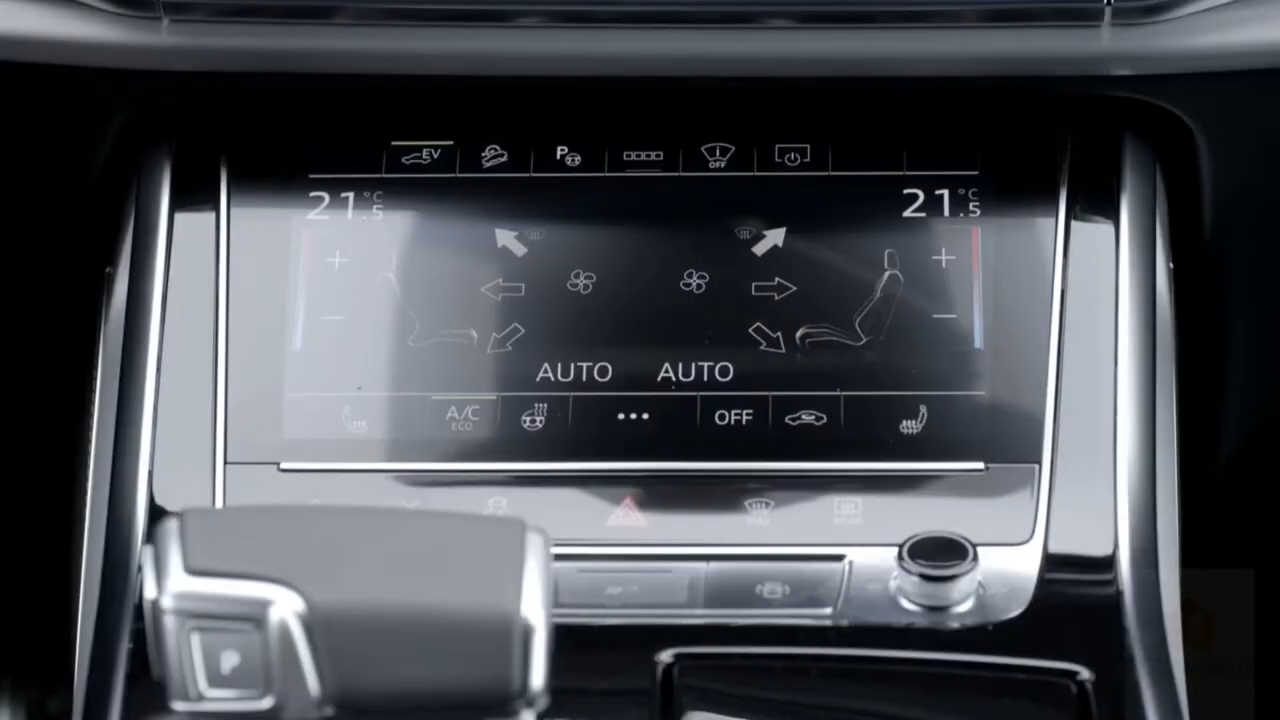 EV P i OFF
21.5°C 21.5°C
+ +
− −
AUTO AUTO
A/C ECO ••• OFF
P